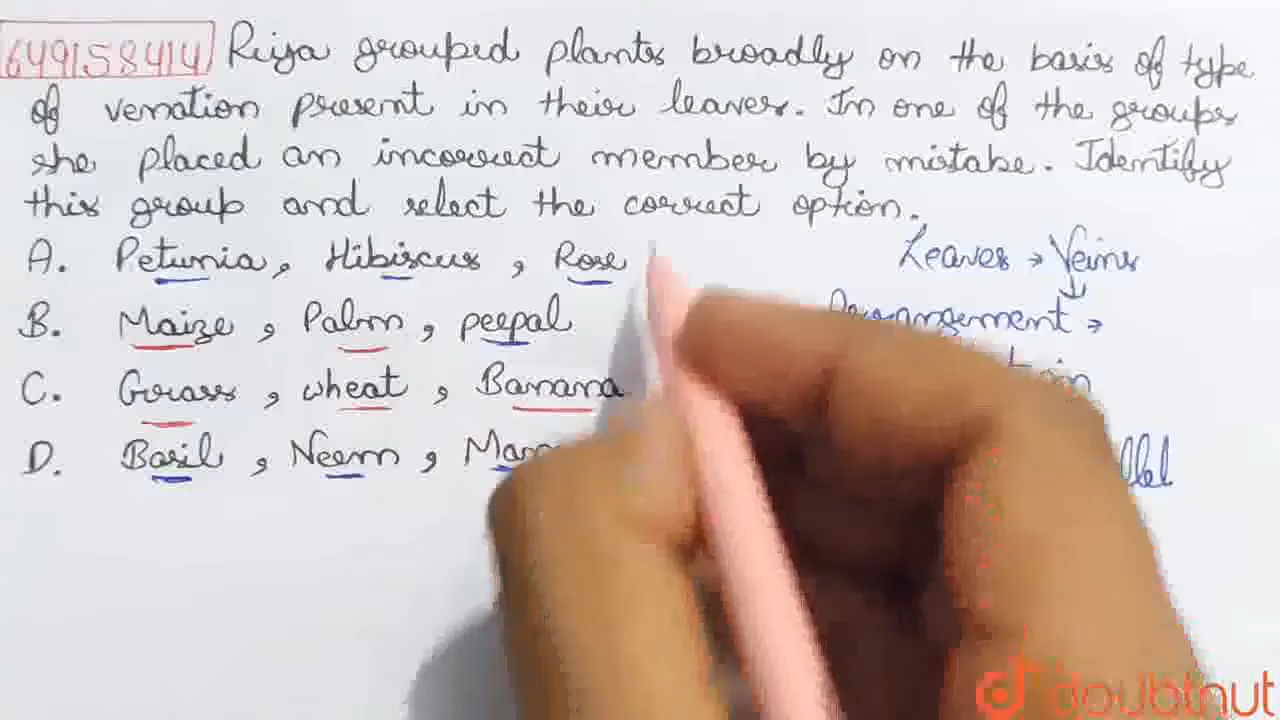 649158414 Riya grouped plants broadly on the basis of type
of venation present in their leaves. In one of the groups
she placed an incorrect member by mistake. Identify
this group and select the correct option.
A. Petunia, Hibiscus, Rose
Leaves → Veins
B. Maize, Palm, peepal
C. Grass, wheat, Banana
D. Basil, Neem,
doubtnut